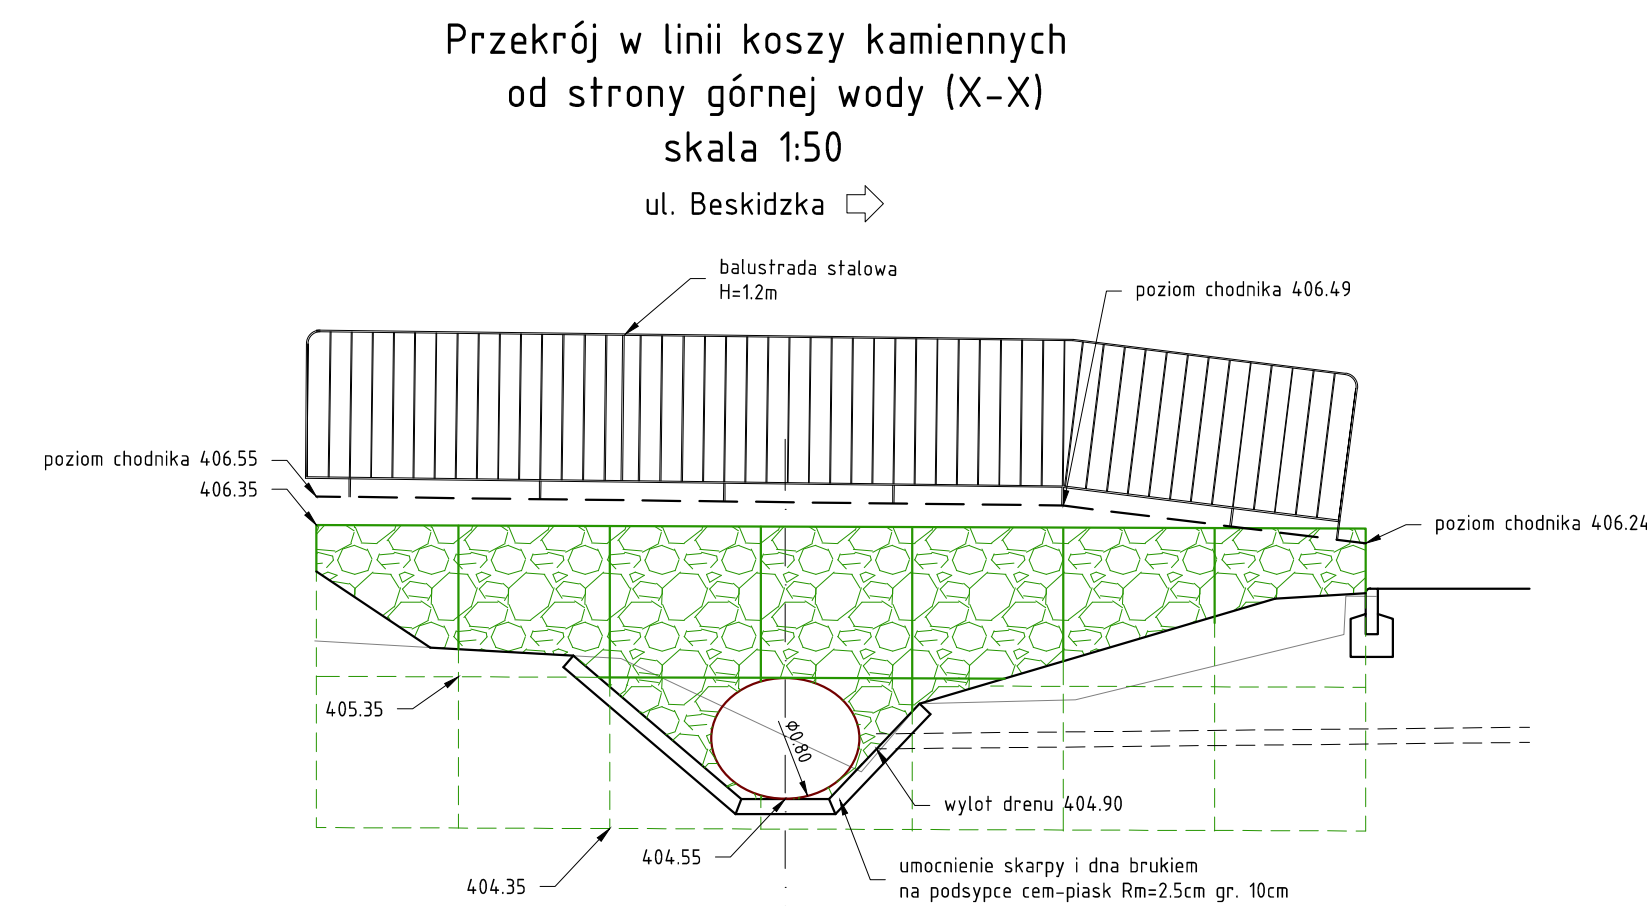 Przekrój w linii koszy kamiennych
od strony górnej wody (X-X)
skala 1:50
ul. Beskidzka
balustrada stalowa
H=1.2m
poziom chodnika 406.49
poziom chodnika 406.55
406.35
poziom chodnika 406.24
405.35
Ø0.80
wylot drenu 404.90
404.55
404.35
umocnienie skarpy i dna brukiem
na podsypce cem-piask Rm=2.5cm gr. 10cm